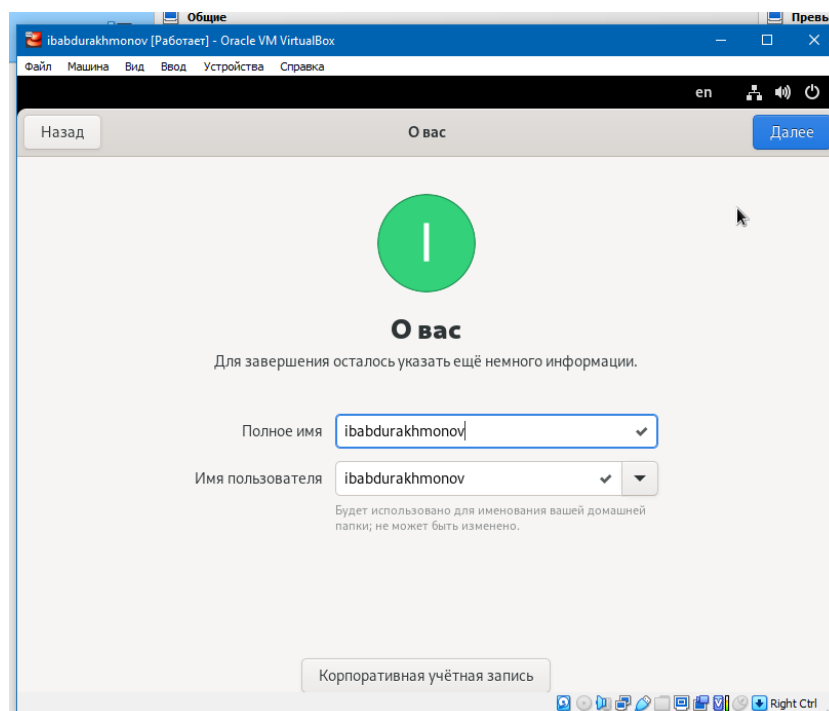 Общие
Превь
ibabdurakhmonov [Работает] - Oracle VM VirtualBox
Файл Машина Вид Ввод Устройства Справка
en
Назад О вас Далее
I
О вас
Для завершения осталось указать ещё немного информации.
Полное имя ibabdurakhmonov
Имя пользователя ibabdurakhmonov
Будет использовано для именования вашей домашней
папки; не может быть изменено.
Корпоративная учётная запись
Right Ctrl